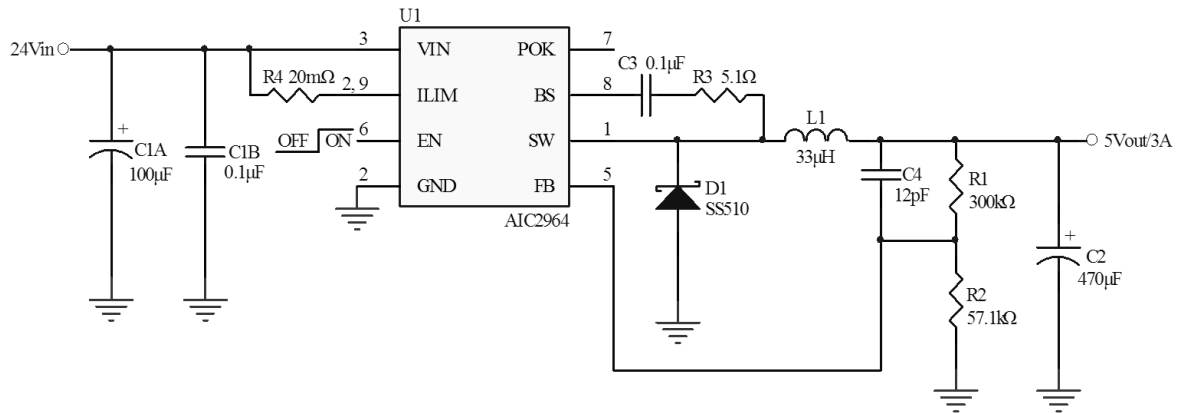 U1
24Vin
3
VIN
POK
7
R4 20mΩ
2, 9
ILIM
BS
8
C3 0.1μF
R3 5.1Ω
OFF
ON
6
EN
SW
1
L1
33μH
5Vout/3A
C1A
100μF
C1B
0.1μF
2
GND
FB
5
AIC2964
D1
SS510
C4
12pF
R1
300kΩ
C2
470μF
R2
57.1kΩ